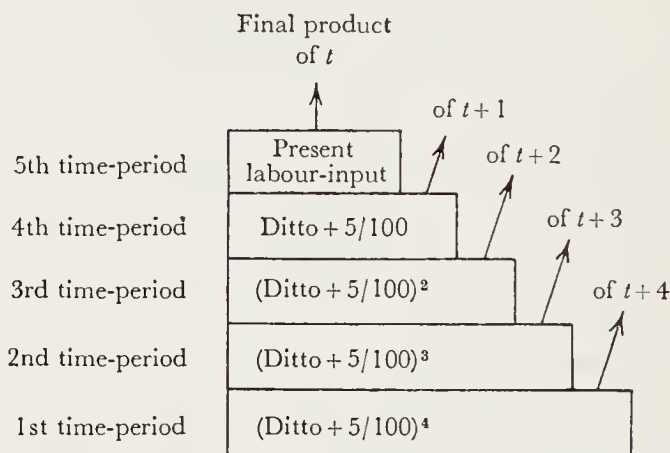 Final product
of t
of t+1
Present
labour-input
5th time-period
of t+2
4th time-period
Ditto + 5/100
of t+3
3rd time-period
(Ditto + 5/100)²
of t+4
2nd time-period
(Ditto + 5/100)³
1st time-period
(Ditto + 5/100)⁴